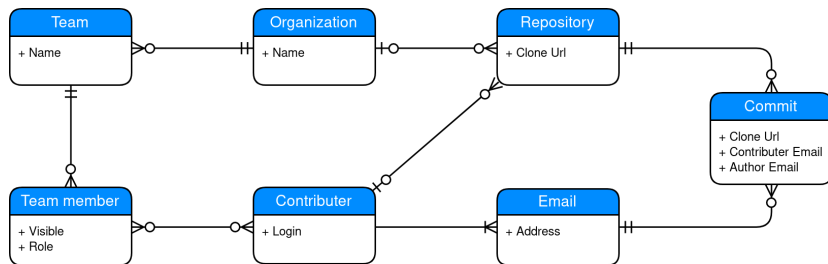 Team
+ Name
Organization
+ Name
Repository
+ Clone Url
Commit
+ Clone Url
+ Contributer Email
+ Author Email
Team member
+ Visible
+ Role
Contributer
+ Login
Email
+ Address